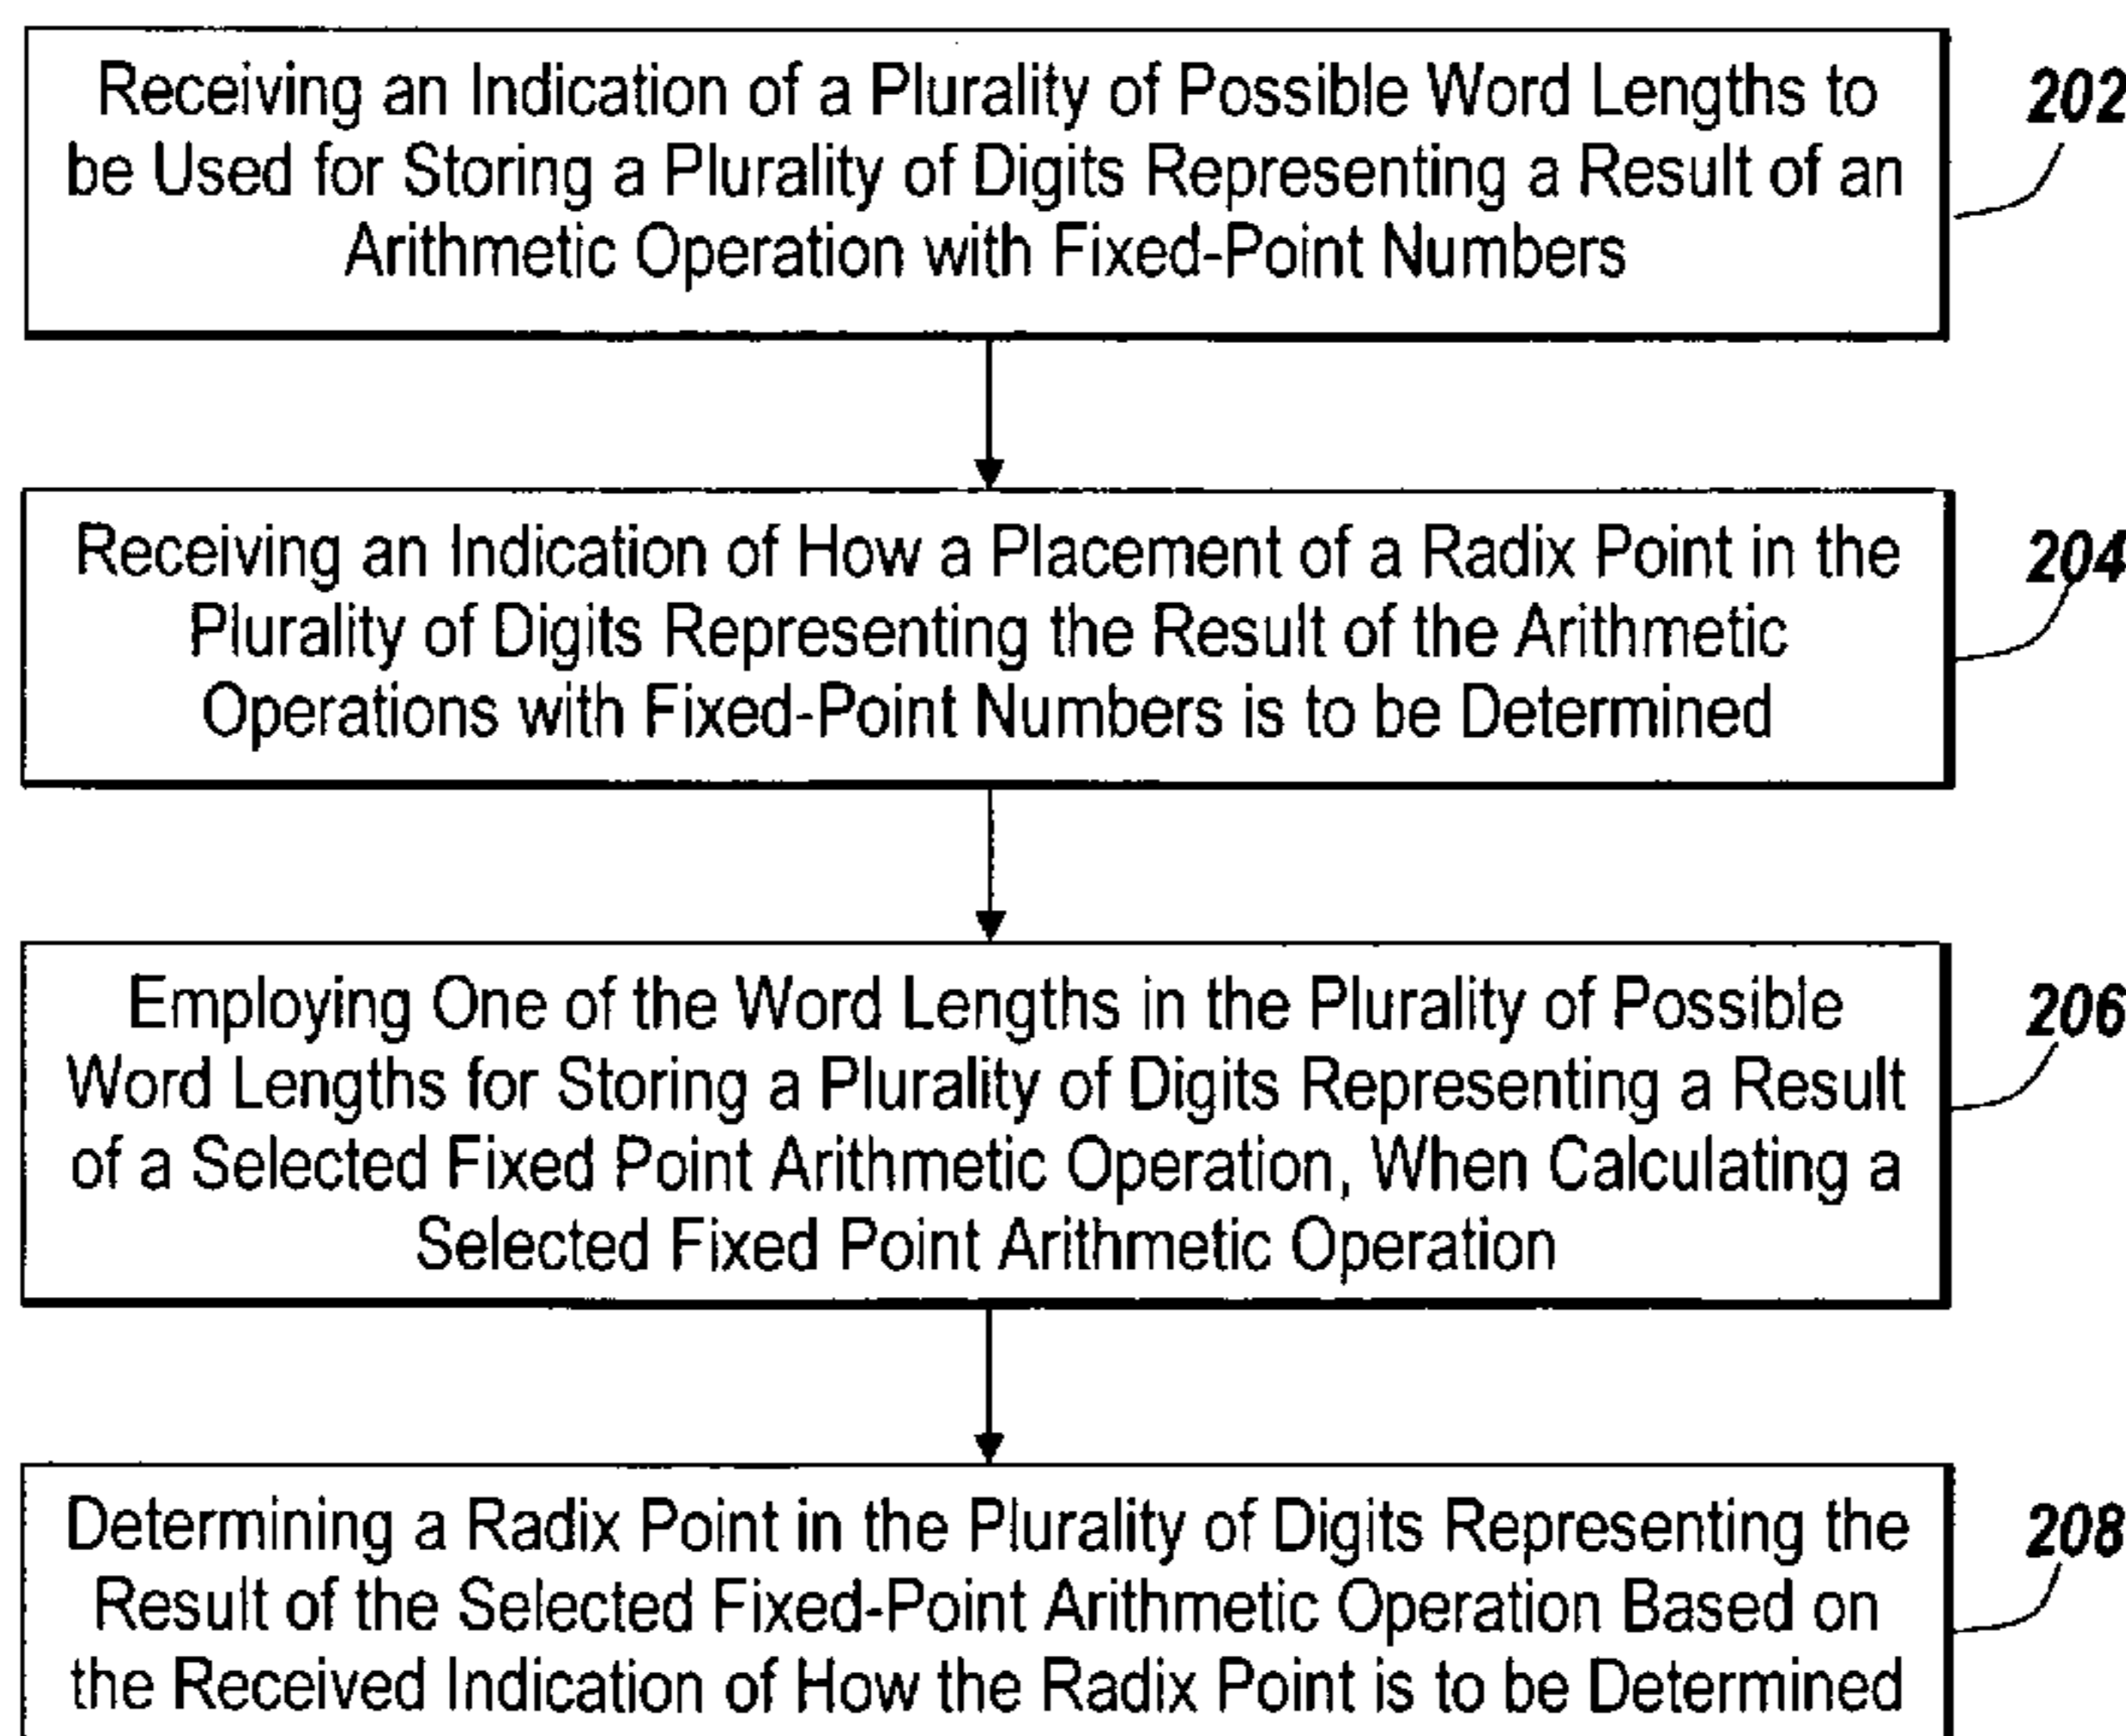 Receiving an Indication of a Plurality of Possible Word Lengths to
be Used for Storing a Plurality of Digits Representing a Result of an
Arithmetic Operation with Fixed-Point Numbers
202
Receiving an Indication of How a Placement of a Radix Point in the
Plurality of Digits Representing the Result of the Arithmetic
Operations with Fixed-Point Numbers is to be Determined
204
Employing One of the Word Lengths in the Plurality of Possible
Word Lengths for Storing a Plurality of Digits Representing a Result
of a Selected Fixed Point Arithmetic Operation, When Calculating a
Selected Fixed Point Arithmetic Operation
206
Determining a Radix Point in the Plurality of Digits Representing the
Result of the Selected Fixed-Point Arithmetic Operation Based on
the Received Indication of How the Radix Point is to be Determined
208